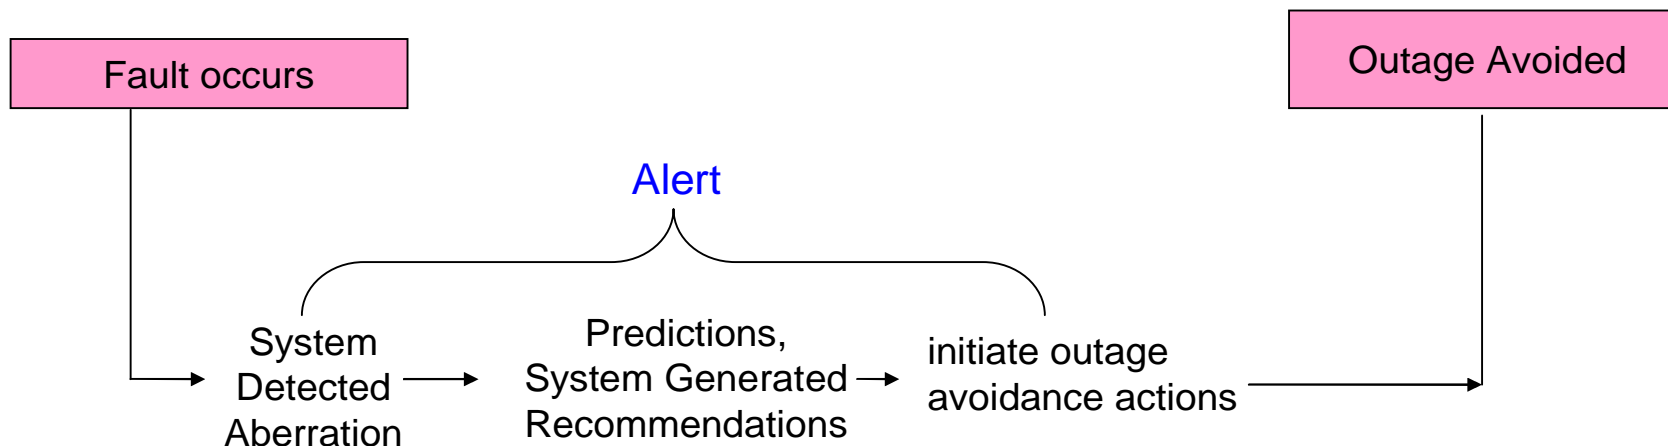 Fault occurs
Outage Avoided
Alert
System
Detected
Aberration
Predictions,
System Generated
Recommendations
initiate outage
avoidance actions